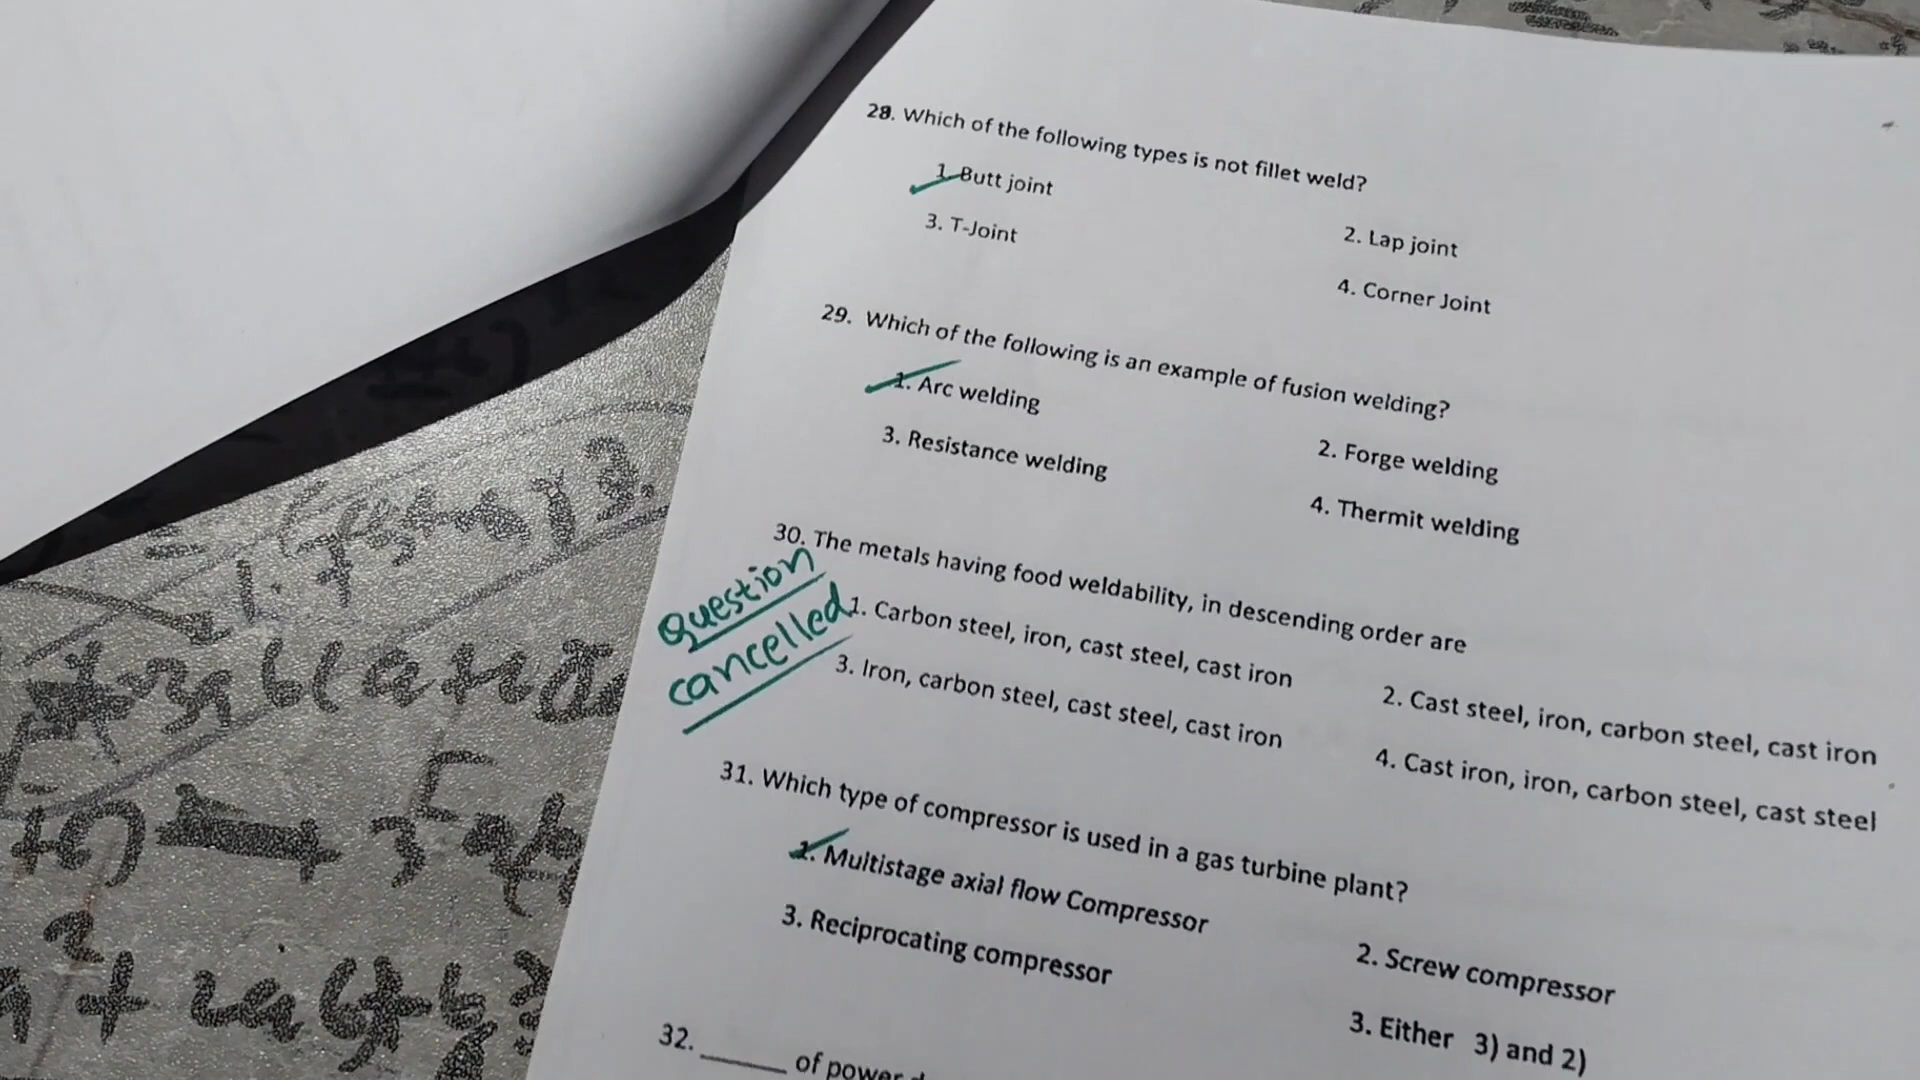 28. Which of the following types is not fillet weld?
1. Butt joint
2. Lap joint
3. T-Joint
4. Corner Joint
29. Which of the following is an example of fusion welding?
1. Arc welding
2. Forge welding
3. Resistance welding
4. Thermit welding
30. The metals having food weldability, in descending order are
Question
cancelled
1. Carbon steel, iron, cast steel, cast iron
2. Cast steel, iron, carbon steel, cast iron
3. Iron, carbon steel, cast steel, cast iron
4. Cast iron, iron, carbon steel, cast steel
31. Which type of compressor is used in a gas turbine plant?
1. Multistage axial flow Compressor
2. Screw compressor
3. Reciprocating compressor
3. Either 3) and 2)
32. ______ of power